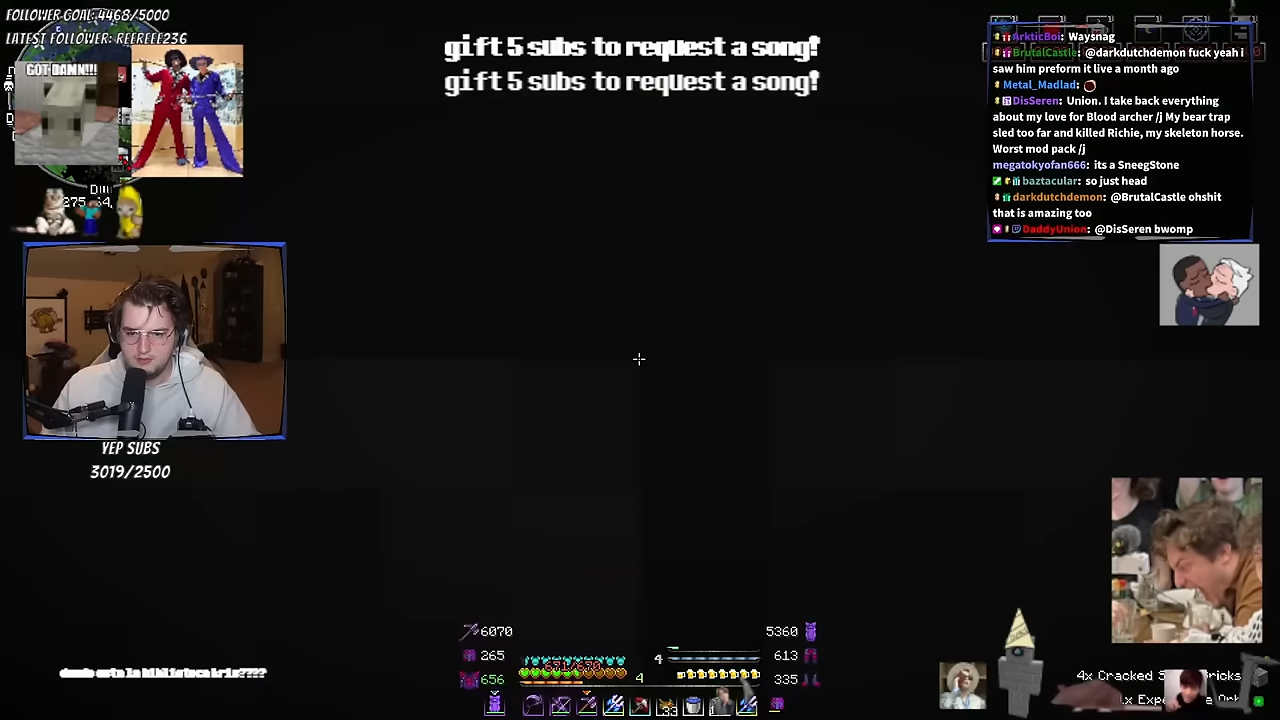 FOLLOWER GOAL: 4468/5000
LATEST FOLLOWER: REEREEE236
GOT DAMN!!!
gift 5 subs to request a song!
gift 5 subs to request a song!
ArkticBoi: Waysnag
BrutalCastle: @darkdutchdemon fuck yeah i
saw him preform it live a month ago
Metal_Madlad:
DisSeren: Union. I take back everything
about my love for Blood archer /j My bear trap
sled too far and killed Richie, my skeleton horse.
Worst mod pack /j
megatokyofan666: its a SneegStone
baztacular: so just head
darkdutchdemon: @BrutalCastle ohshit
that is amazing too
DaddyUnion: @DisSeren bwomp
YEP SUBS
3019/2500
6070
265
656
4
4
5360
613
335
33
4x Cracked